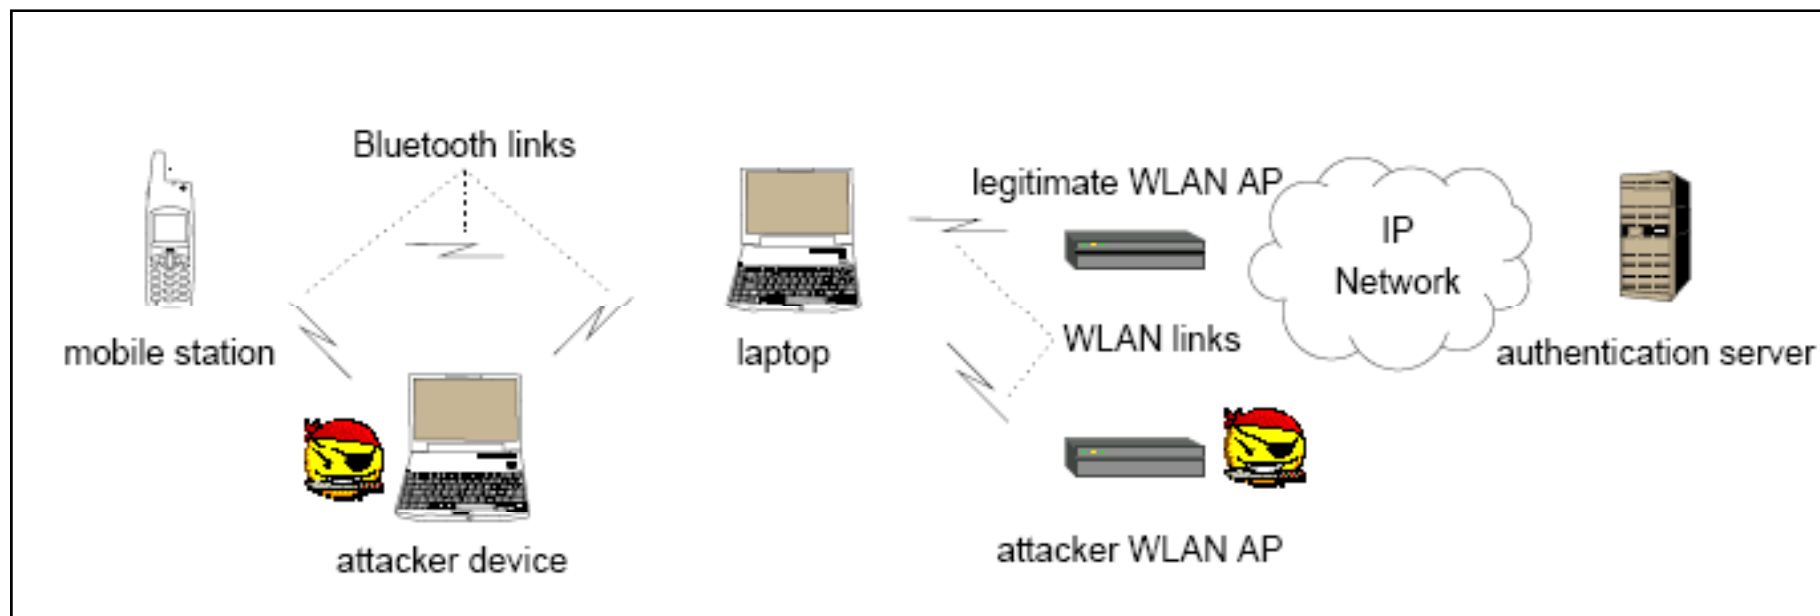 Bluetooth links
legitimate WLAN AP
IP
Network
mobile station
laptop
WLAN links
authentication server
attacker device
attacker WLAN AP